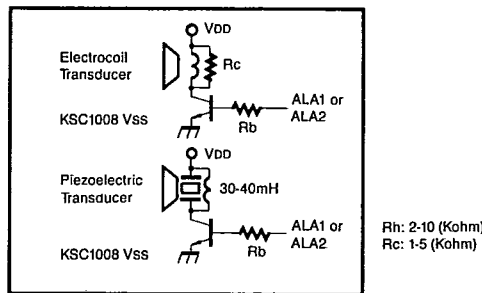 VDD
Electrocoil
Transducer
Rc
ALA1 or
ALA2
KSC1008 VSS
Rb
VDD
Piezoelectric
Transducer
30-40mH
ALA1 or
ALA2
KSC1008 VSS
Rb
Rh: 2-10 (Kohm)
Rc: 1-5 (Kohm)